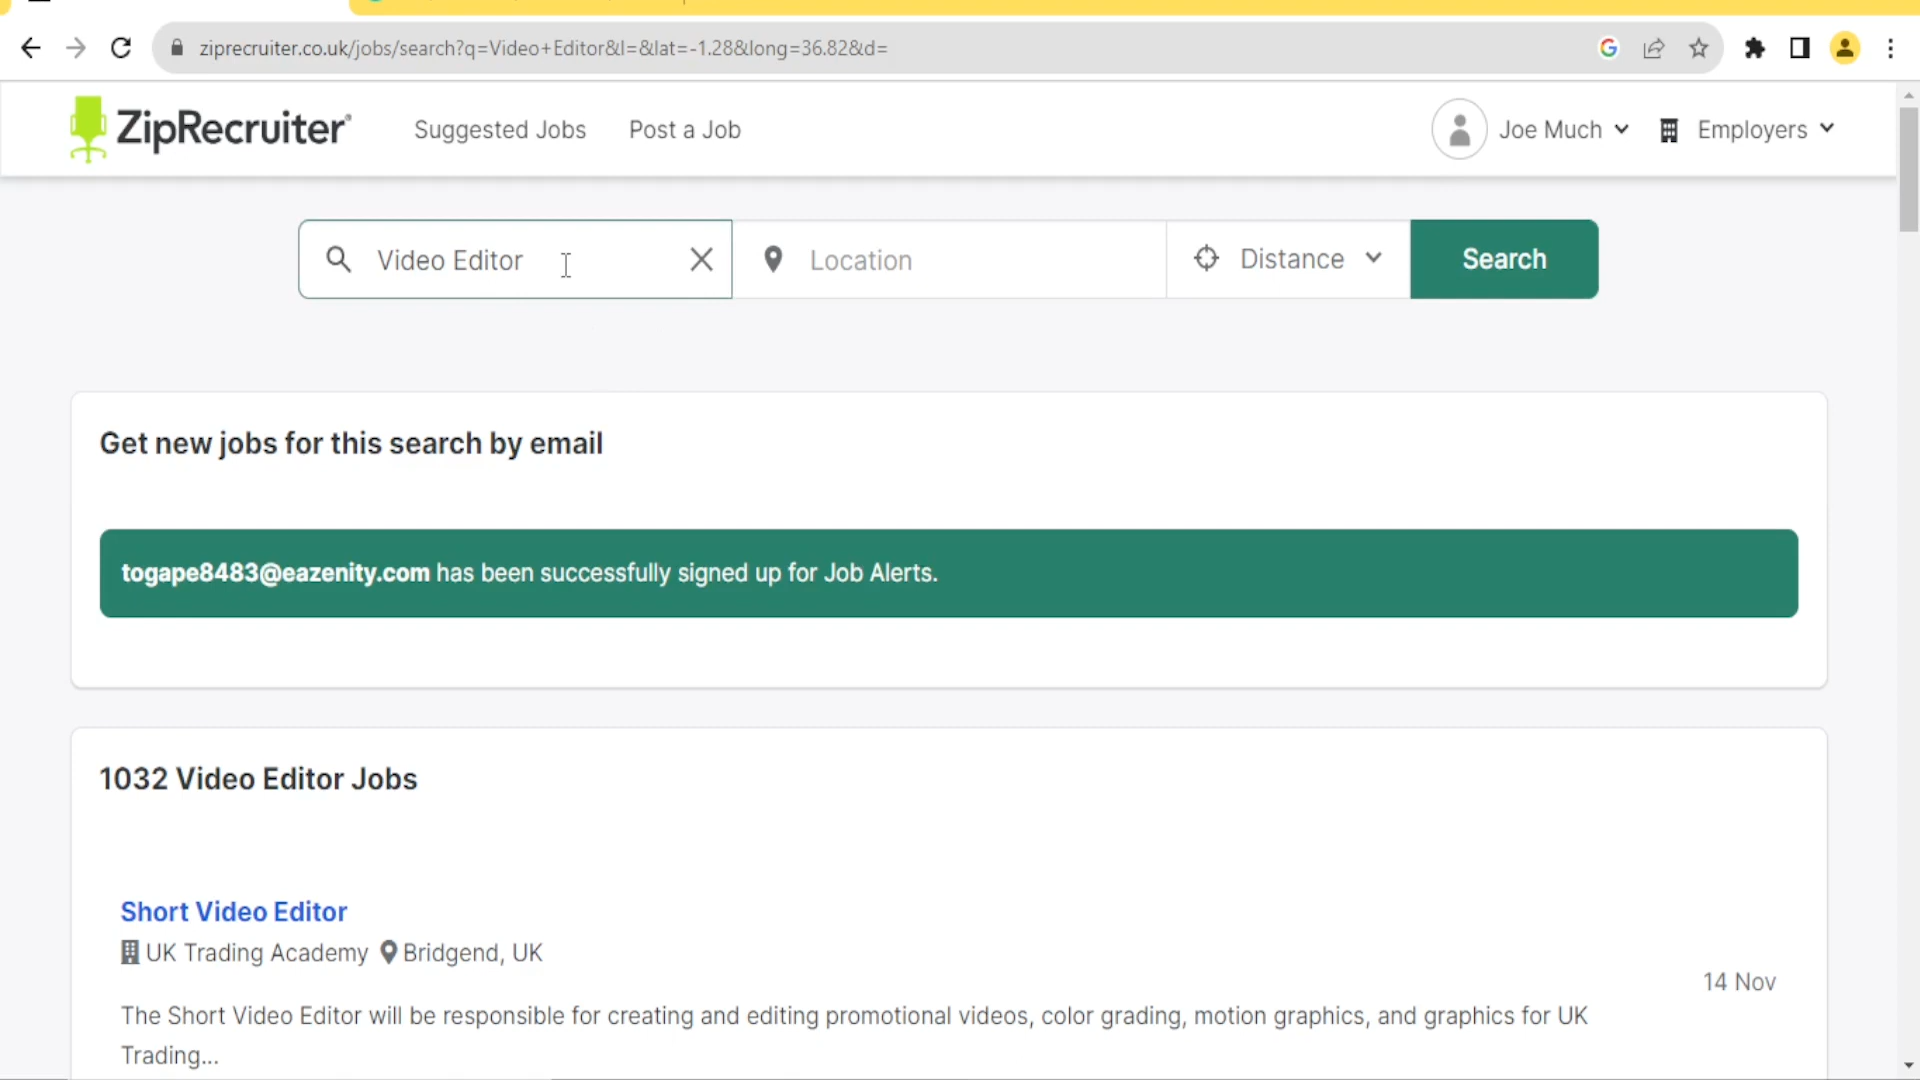 ziprecruiter.co.uk/jobs/search?q=Video+Editor&l=&lat=-1.28&long=36.82&d=
ZipRecruiter®
Suggested Jobs
Post a Job
Joe Much
Employers
Video Editor
Location
Distance
Search
Get new jobs for this search by email
togape8483@eazenity.com has been successfully signed up for Job Alerts.
1032 Video Editor Jobs
Short Video Editor
UK Trading Academy Bridgend, UK
14 Nov
The Short Video Editor will be responsible for creating and editing promotional videos, color grading, motion graphics, and graphics for UK
Trading...